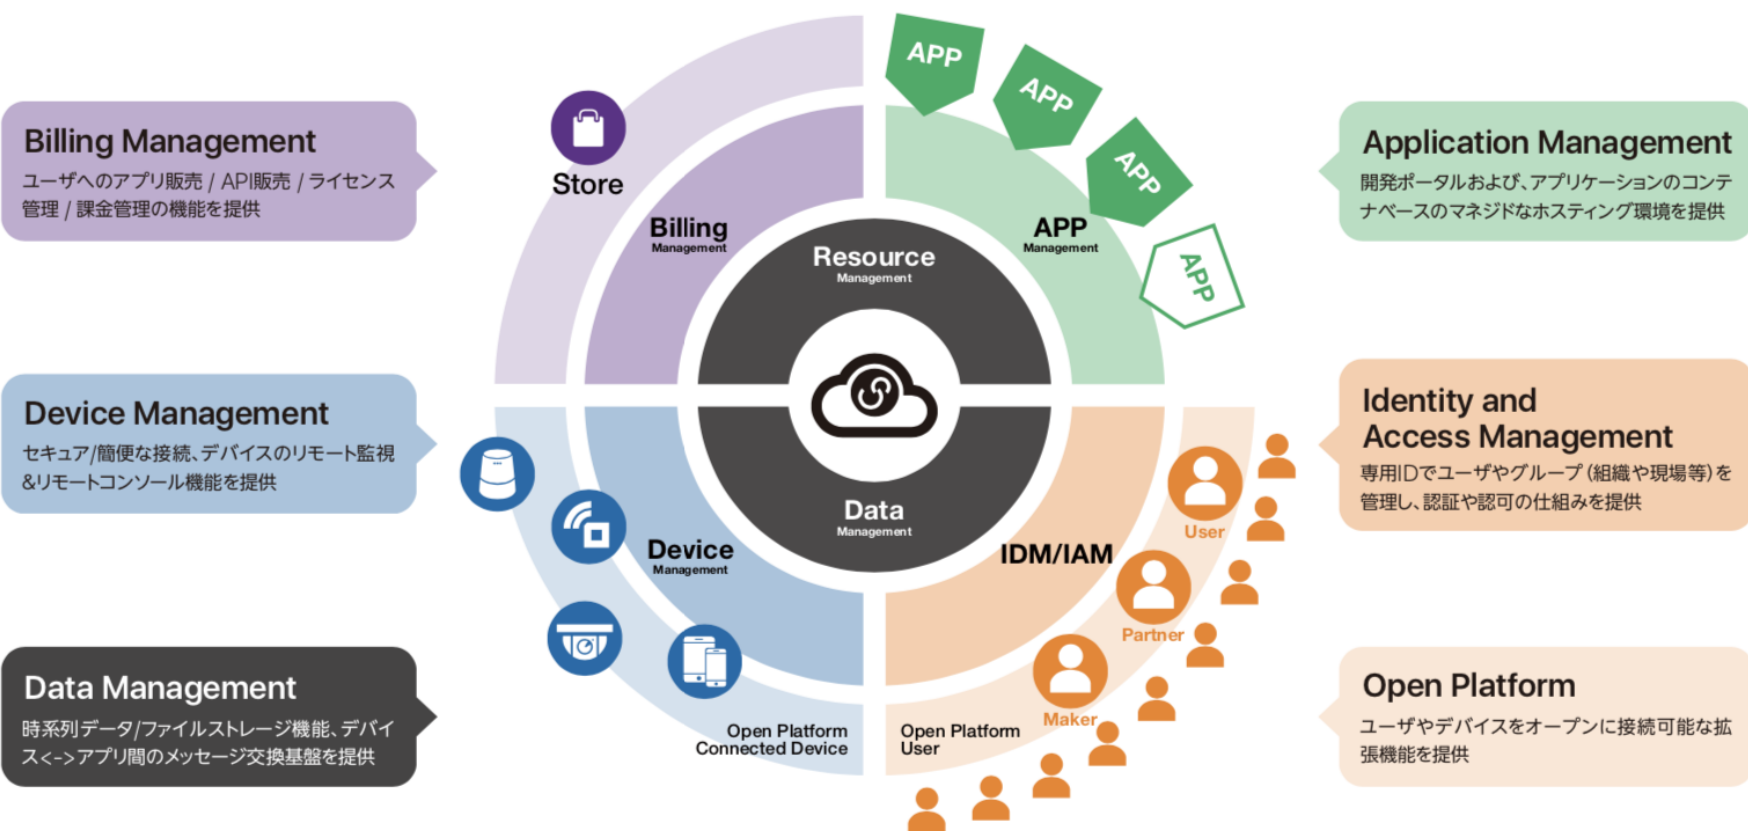 Billing Management
ユーザへのアプリ販売 / API販売 / ライセンス
管理 / 課金管理の機能を提供
Device Management
セキュア/簡便な接続、デバイスのリモート監視
&リモートコンソール機能を提供
Data Management
時系列データ/ファイルストレージ機能、デバイ
ス<->アプリ間のメッセージ交換基盤を提供
Store
Billing
Management
Resource
Management
APP
Management
APP
APP
APP
APP
Data
Management
Device
Management
IDM/IAM
User
Partner
Maker
Open Platform
Connected Device
Open Platform
User
Application Management
開発ポータルおよび、アプリケーションのコンテ
ナベースのマネジドなホスティング環境を提供
Identity and
Access Management
専用IDでユーザやグループ(組織や現場等)を
管理し、認証や認可の仕組みを提供
Open Platform
ユーザやデバイスをオープンに接続可能な拡
張機能を提供